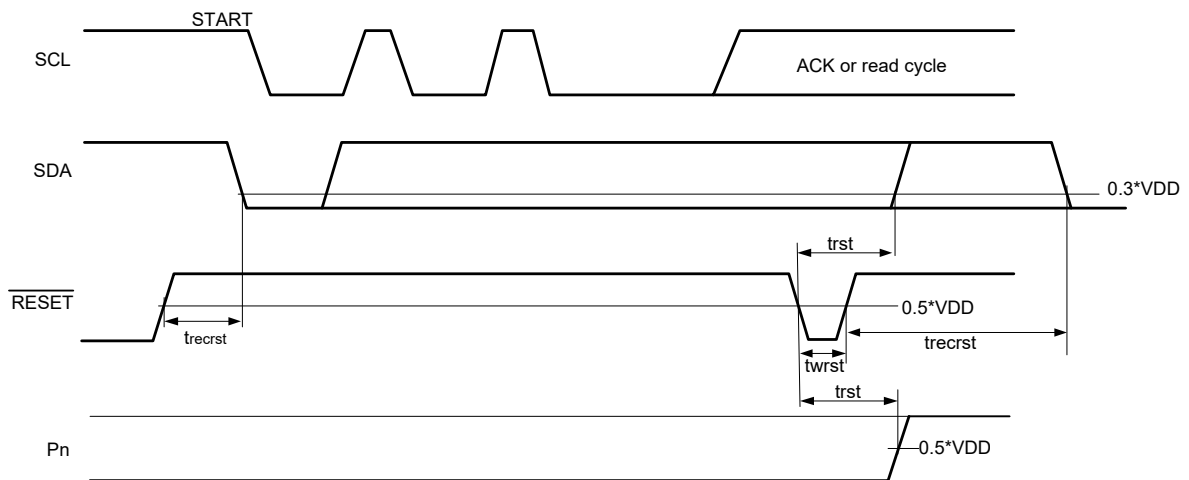 START
SCL
ACK or read cycle
SDA
0.3*VDD
trst
RESET
0.5*VDD
trecrst
trecrst
twrst
trst
Pn
0.5*VDD